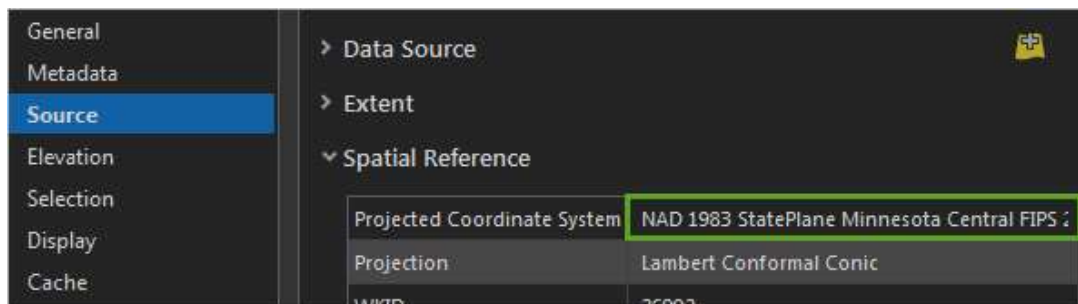 General
Metadata
Source
Elevation
Selection
Display
Cache
Data Source
Extent
Spatial Reference
Projected Coordinate System NAD 1983 StatePlane Minnesota Central FIPS
Projection Lambert Conformal Conic
WKID